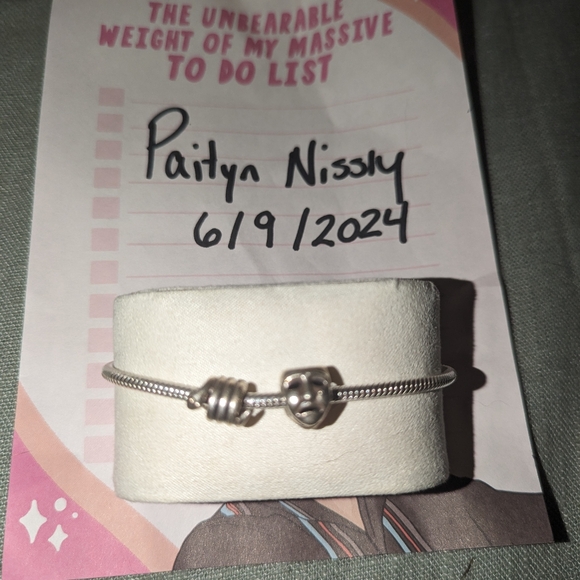 THE UNBEARABLE
WEIGHT OF MY MASSIVE
TO DO LIST
Paityn Nissly
6/9/2024